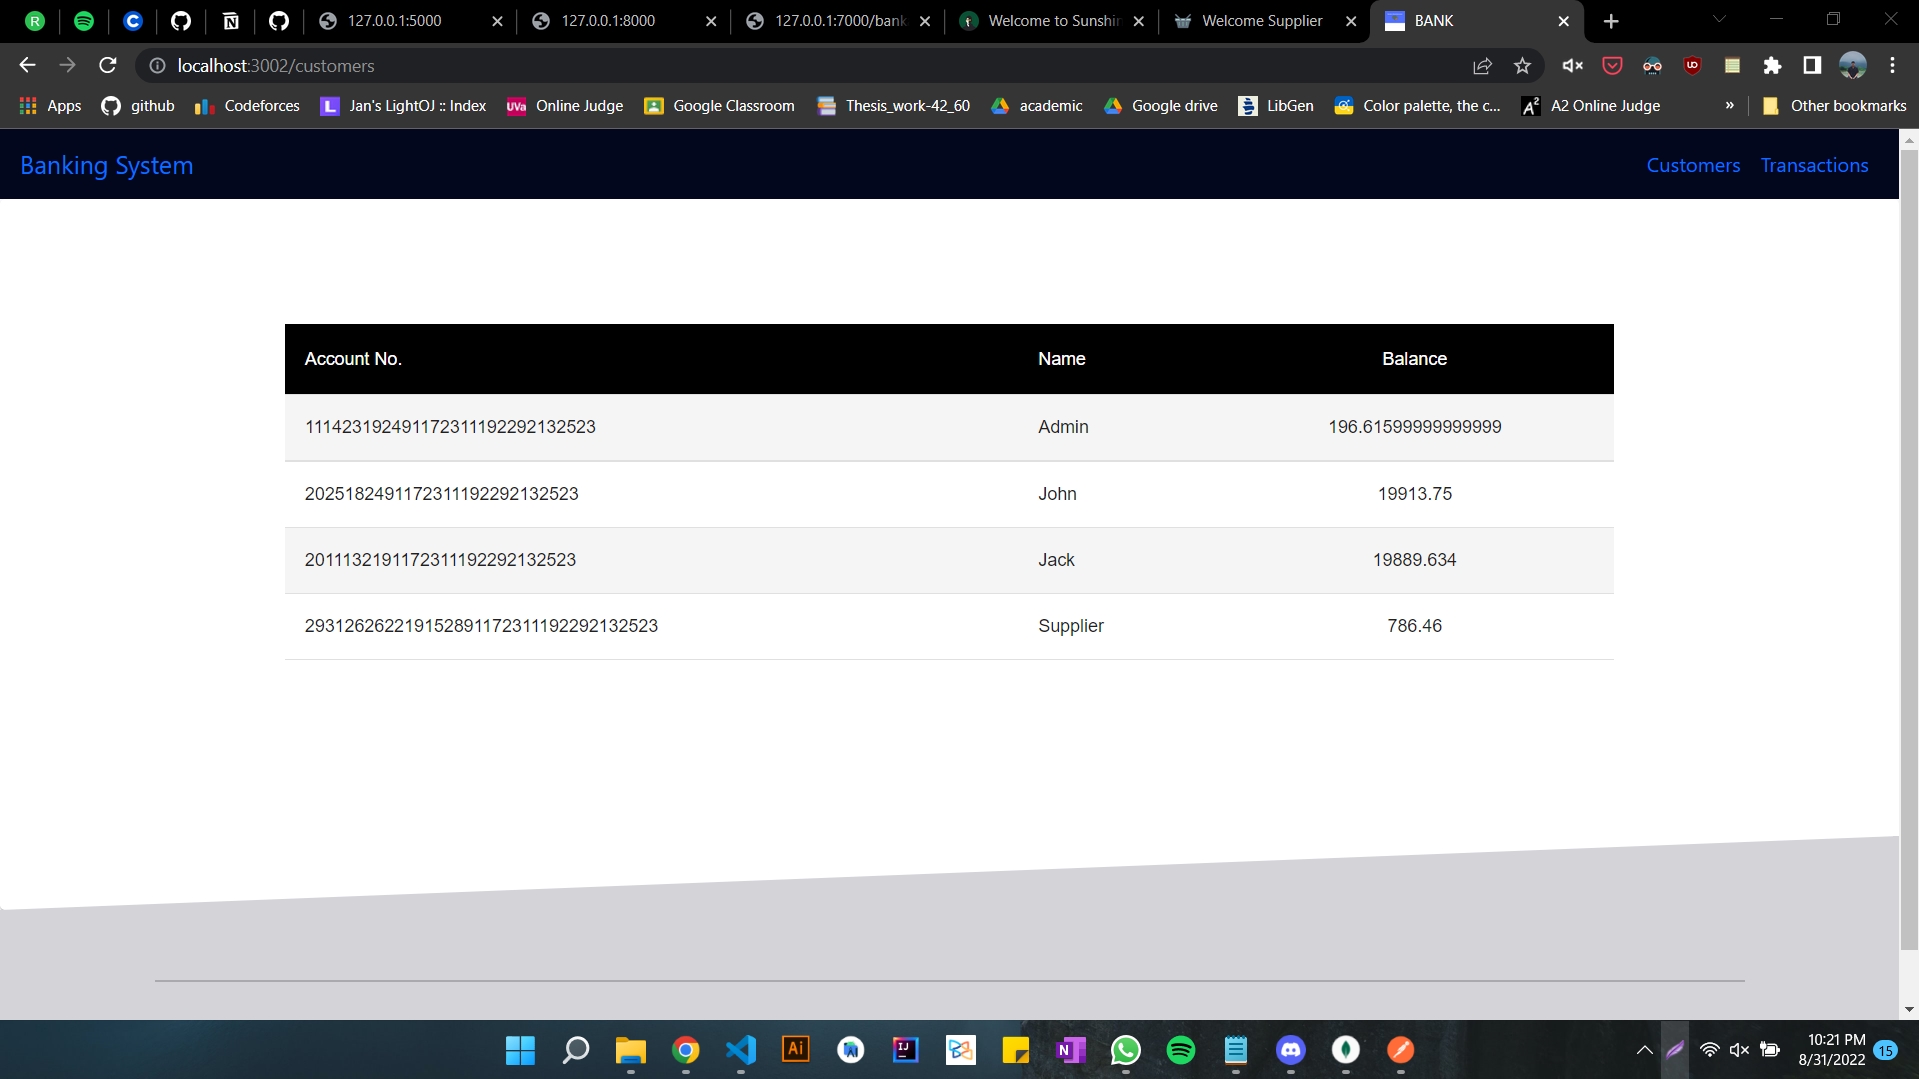 127.0.0.1:5000
127.0.0.1:8000
127.0.0.1:7000/bank
Welcome to Sunshin
Welcome Supplier
BANK
localhost:3002/customers
Apps
github
Codeforces
Jan's LightOJ :: Index
Online Judge
Google Classroom
Thesis_work-42_60
academic
Google drive
LibGen
Color palette, the c...
A2 Online Judge
»
Other bookmarks
Banking System
Customers
Transactions
Account No. Name Balance
111423192491172311192292132523 Admin 196.61599999999999
2025182491172311192292132523 John 19913.75
2011132191172311192292132523 Jack 19889.634
293126262219152891172311192292132523 Supplier 786.46
10:21 PM
8/31/2022
15